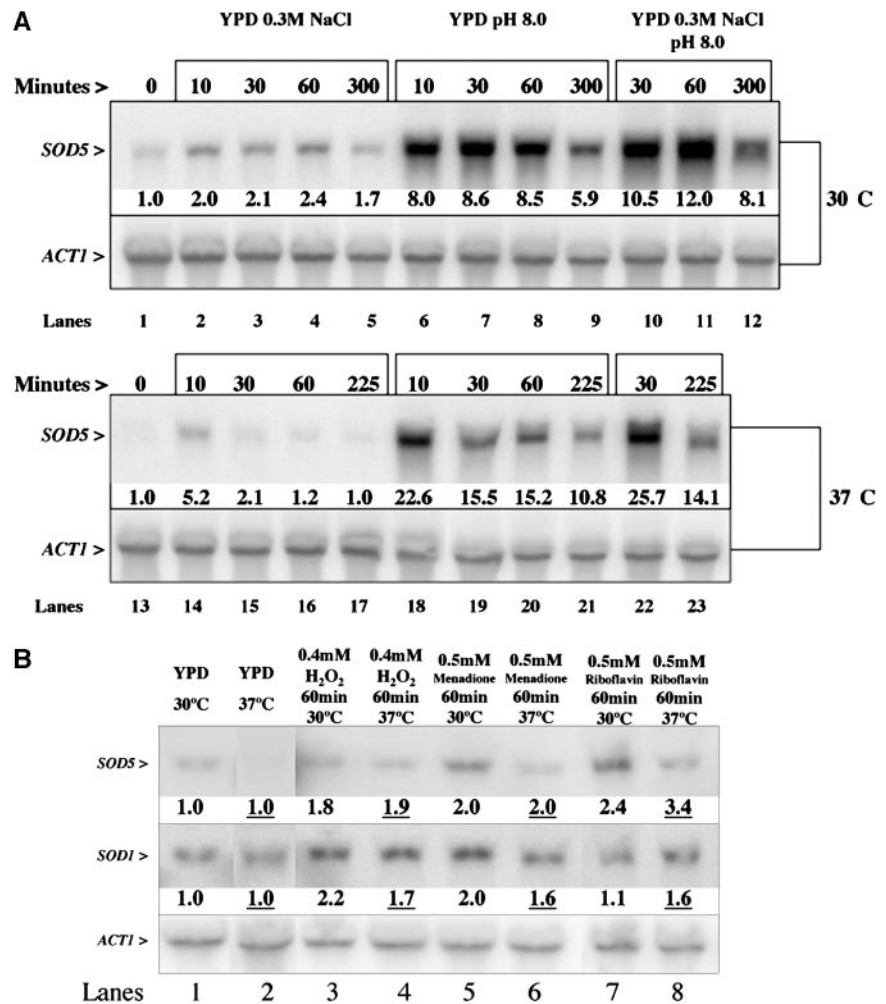 A
YPD 0.3M NaCl YPD pH 8.0 YPD 0.3M NaCl
pH 8.0
Minutes > 0 10 30 60 300 10 30 60 300 30 60 300
SOD5 >
1.0 2.0 2.1 2.4 1.7 8.0 8.6 8.5 5.9 10.5 12.0 8.1
30 C
ACT1 >
Lanes 1 2 3 4 5 6 7 8 9 10 11 12
Minutes > 0 10 30 60 225 10 30 60 225 30 225
SOD5 >
37 C
1.0 5.2 2.1 1.2 1.0 22.6 15.5 15.2 10.8 25.7 14.1
ACT1 >
Lanes 13 14 15 16 17 18 19 20 21 22 23
B
YPD YPD 0.4mM 0.4mM 0.5mM 0.5mM 0.5mM 0.5mM
H2O2 H2O2 Menadione Menadione Riboflavin Riboflavin
60min 60min 60min 60min 60min 60min
30ºC 37ºC 30ºC 37ºC 30ºC 37ºC 30ºC 37ºC
SOD5 >
1.0 1.0 1.8 1.9 2.0 2.0 2.4 3.4
SOD1 >
1.0 1.0 2.2 1.7 2.0 1.6 1.1 1.6
ACT1 >
Lanes 1 2 3 4 5 6 7 8